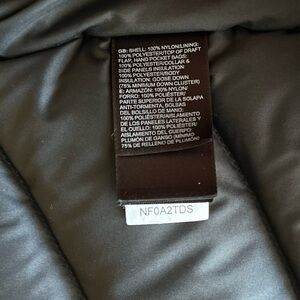 GB: SHELL: 100% NYLON/LINING:
100% POLYESTER/TOP OF DRAFT
FLAP, HAND POCKET BAGS:
100% POLYESTER/COLLAR &
SIDE PANELS INSULATION:
100% POLYESTER/BODY
INSULATION: GOOSE DOWN
(75% MINIMUM DOWN CLUSTER)
E: ARMAZÓN: 100% NYLON/
FORRO: 100% POLIÉSTER/
PARTE SUPERIOR DE LA SOLAPA
ANTI-TORMENTAS, BOLSAS
DEL BOLSILLO DE MANO: 100%
POLIÉSTER/AISLAMIENTO
DE LOS PANELES LATERALES Y
EL CUELLO: 100% POLIÉSTER/
AISLAMIENTO DEL CUERPO:
PLUMÓN DE GANSO (MÍNIMO
75% DE RELLENO DE PLUMÓN)
NF0A2TDS